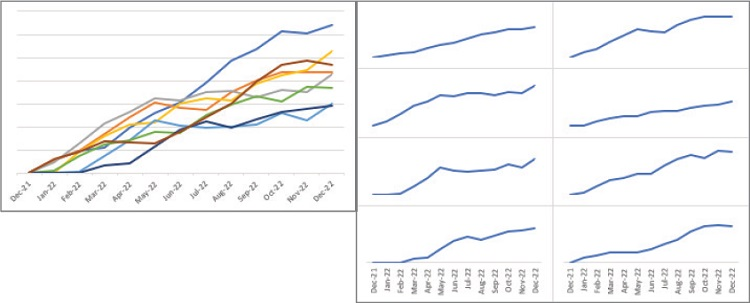 Dec-21
Jan-22
Feb-22
Mar-22
Apr-22
May-22
Jun-22
Jul-22
Aug-22
Sep-22
Oct-22
Nov-22
Dec-22
Dec-21
Jan-22
Feb-22
Mar-22
Apr-22
May-22
Jun-22
Jul-22
Aug-22
Sep-22
Oct-22
Nov-22
Dec-22
Dec-21
Jan-22
Feb-22
Mar-22
Apr-22
May-22
Jun-22
Jul-22
Aug-22
Sep-22
Oct-22
Nov-22
Dec-22